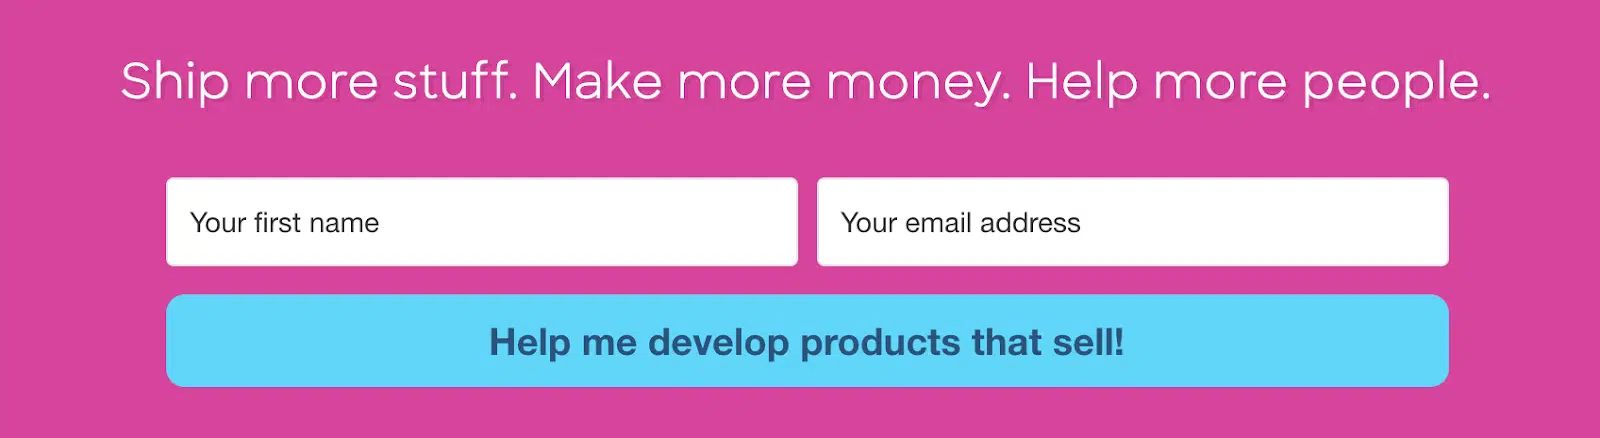 Ship more stuff. Make more money. Help more people.
Your first name
Your email address
Help me develop products that sell!